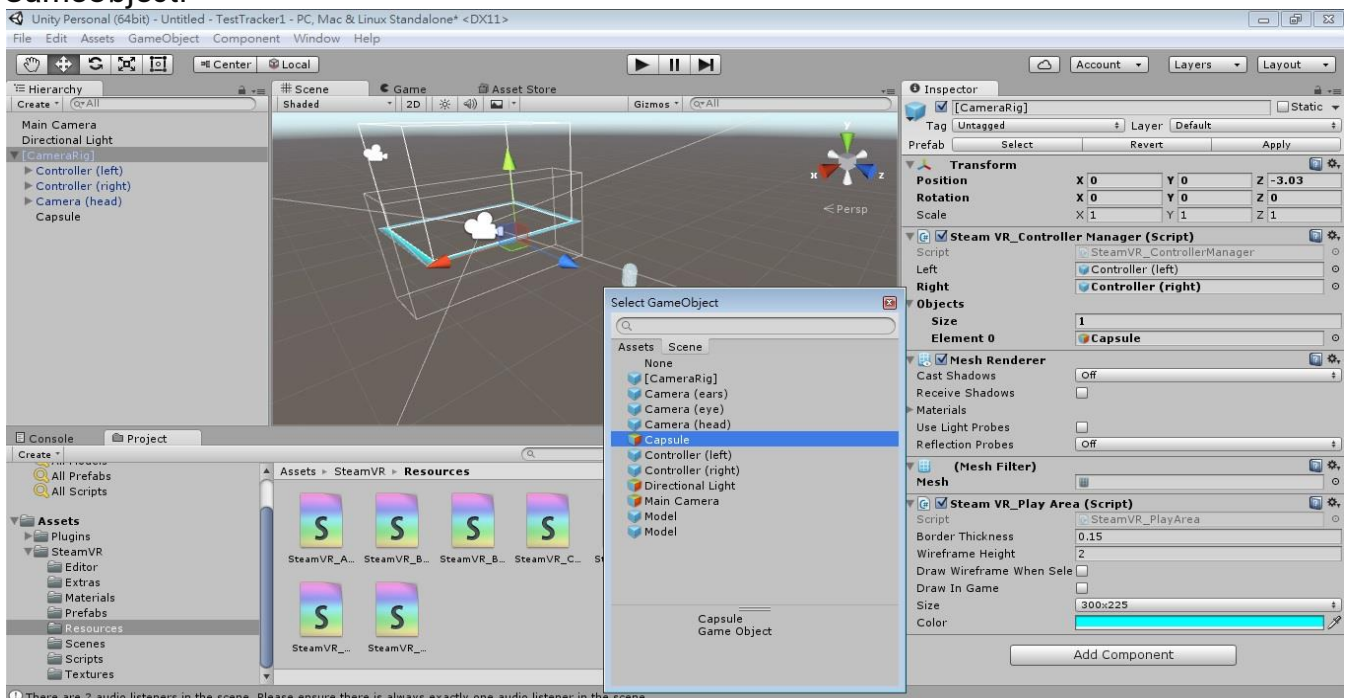 GameObject.
Unity Personal (64bit) - Untitled - TestTracker1 - PC, Mac & Linux Standalone* <DX11>
File Edit Assets GameObject Component Window Help
Center Local
Account Layers Layout
Hierarchy
Create All
Main Camera
Directional Light
[CameraRig]
Controller (left)
Controller (right)
Camera (head)
Capsule
Scene Game Asset Store
Shaded 2D Gizmos All
y
x z
Persp
Select GameObject
Assets Scene
None
[CameraRig]
Camera (ears)
Camera (eye)
Camera (head)
Capsule
Controller (left)
Controller (right)
Directional Light
Main Camera
Model
Model
Capsule
Game Object
Inspector
[CameraRig] Static
Tag Untagged Layer Default
Prefab Select Revert Apply
Transform
Position X 0 Y 0 Z -3.03
Rotation X 0 Y 0 Z 0
Scale X 1 Y 1 Z 1
Steam VR_Controller Manager (Script)
Script SteamVR_ControllerManager
Left Controller (left)
Right Controller (right)
Objects
Size 1
Element 0 Capsule
Mesh Renderer
Cast Shadows Off
Receive Shadows
Materials
Use Light Probes
Reflection Probes Off
(Mesh Filter)
Mesh
Steam VR_Play Area (Script)
Script SteamVR_PlayArea
Border Thickness 0.15
Wireframe Height 2
Draw Wireframe When Sele
Draw In Game
Size 300x225
Color
Add Component
Console Project
Create
All Prefabs
All Scripts
Assets
Plugins
SteamVR
Editor
Extras
Materials
Prefabs
Resources
Scenes
Scripts
Textures
Assets SteamVR Resources
SteamVR_A... SteamVR_B... SteamVR_B... SteamVR_C...
SteamVR_... SteamVR_...
There are 2 audio listeners in the scene. Please ensure there is always exactly one audio listener in the scene.